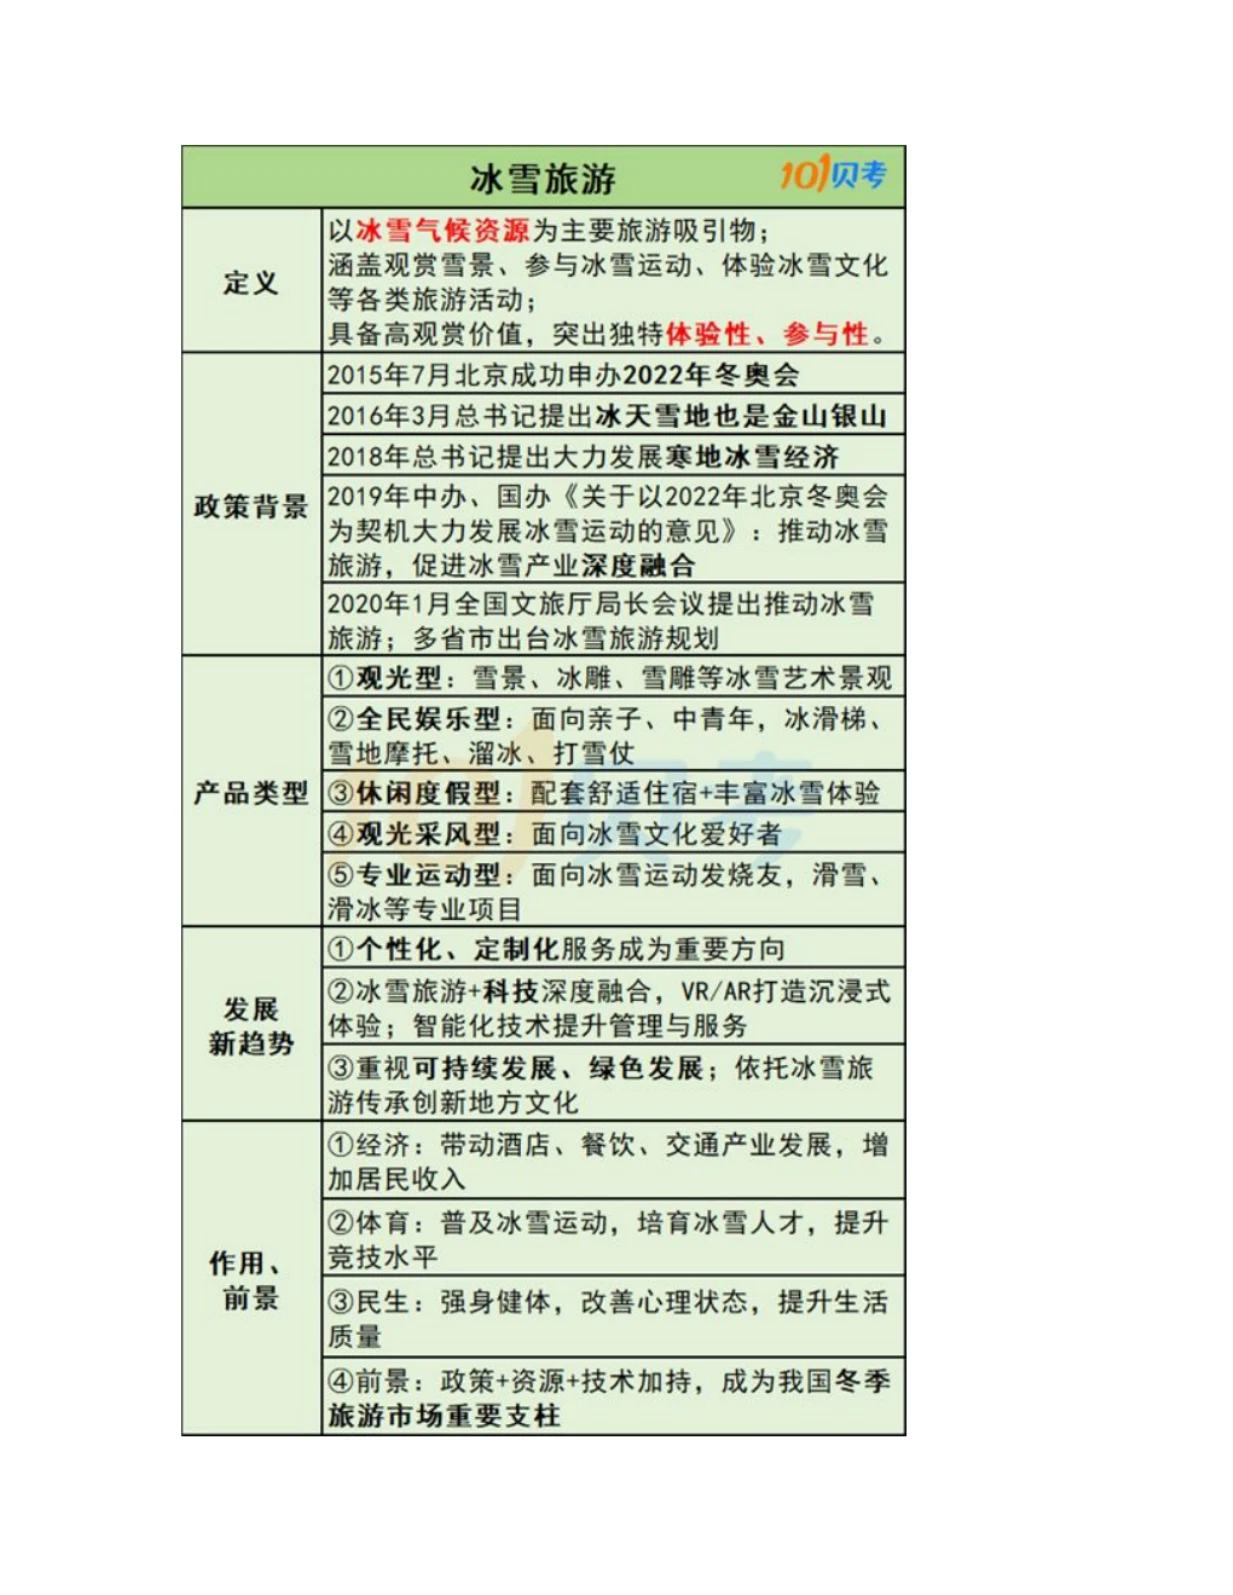 冰雪旅游
101贝考
定义
以冰雪气候资源为主要旅游吸引物；
涵盖观赏雪景、参与冰雪运动、体验冰雪文化
等各类旅游活动；
具备高观赏价值，突出独特体验性、参与性。
政策背景
2015年7月北京成功申办2022年冬奥会
2016年3月总书记提出冰天雪地也是金山银山
2018年总书记提出大力发展寒地冰雪经济
2019年中办、国办《关于以2022年北京冬奥会
为契机大力发展冰雪运动的意见》：推动冰雪
旅游，促进冰雪产业深度融合
2020年1月全国文旅厅局长会议提出推动冰雪
旅游；多省市出台冰雪旅游规划
产品类型
①观光型：雪景、冰雕、雪雕等冰雪艺术景观
②全民娱乐型：面向亲子、中青年，冰滑梯、
雪地摩托、溜冰、打雪仗
③休闲度假型：配套舒适住宿+丰富冰雪体验
④观光采风型：面向冰雪文化爱好者
⑤专业运动型：面向冰雪运动发烧友，滑雪、
滑冰等专业项目
101贝考
发展
新趋势
①个性化、定制化服务成为重要方向
②冰雪旅游+科技深度融合，VR/AR打造沉浸式
体验；智能化技术提升管理与服务
③重视可持续发展、绿色发展；依托冰雪旅
游传承创新地方文化
作用、
前景
①经济：带动酒店、餐饮、交通产业发展，增
加居民收入
②体育：普及冰雪运动，培育冰雪人才，提升
竞技水平
③民生：强身健体，改善心理状态，提升生活
质量
④前景：政策+资源+技术加持，成为我国冬季
旅游市场重要支柱